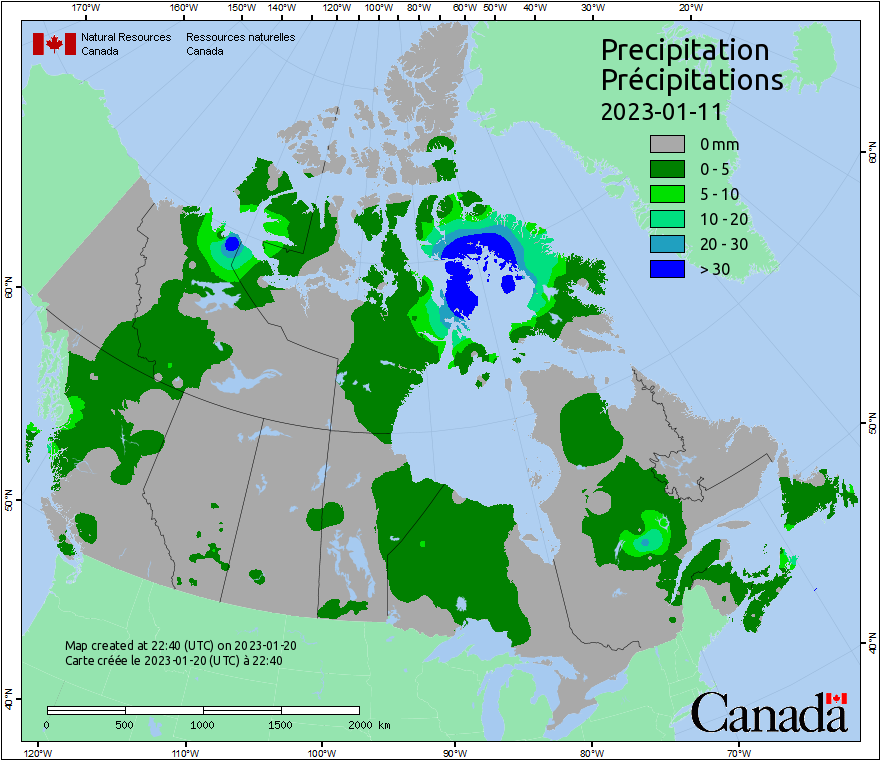 170°W 160°W 150°W 140°W 130°W 120°W 110°W 100°W 90°W 80°W 70°W 60°W 50°W 40°W 30°W 20°W
Natural Resources Ressources naturelles
Canada Canada
Precipitation
Précipitations
2023-01-11
0 mm
0 - 5
5 - 10
10 - 20
20 - 30
> 30
60°N
60°N
50°N
50°N
40°N
40°N
Map created at 22:40 (UTC) on 2023-01-20
Carte créée le 2023-01-20 (UTC) à 22:40
0 500 1000 1500 2000 km
Canada
120°W 110°W 100°W 90°W 80°W 70°W